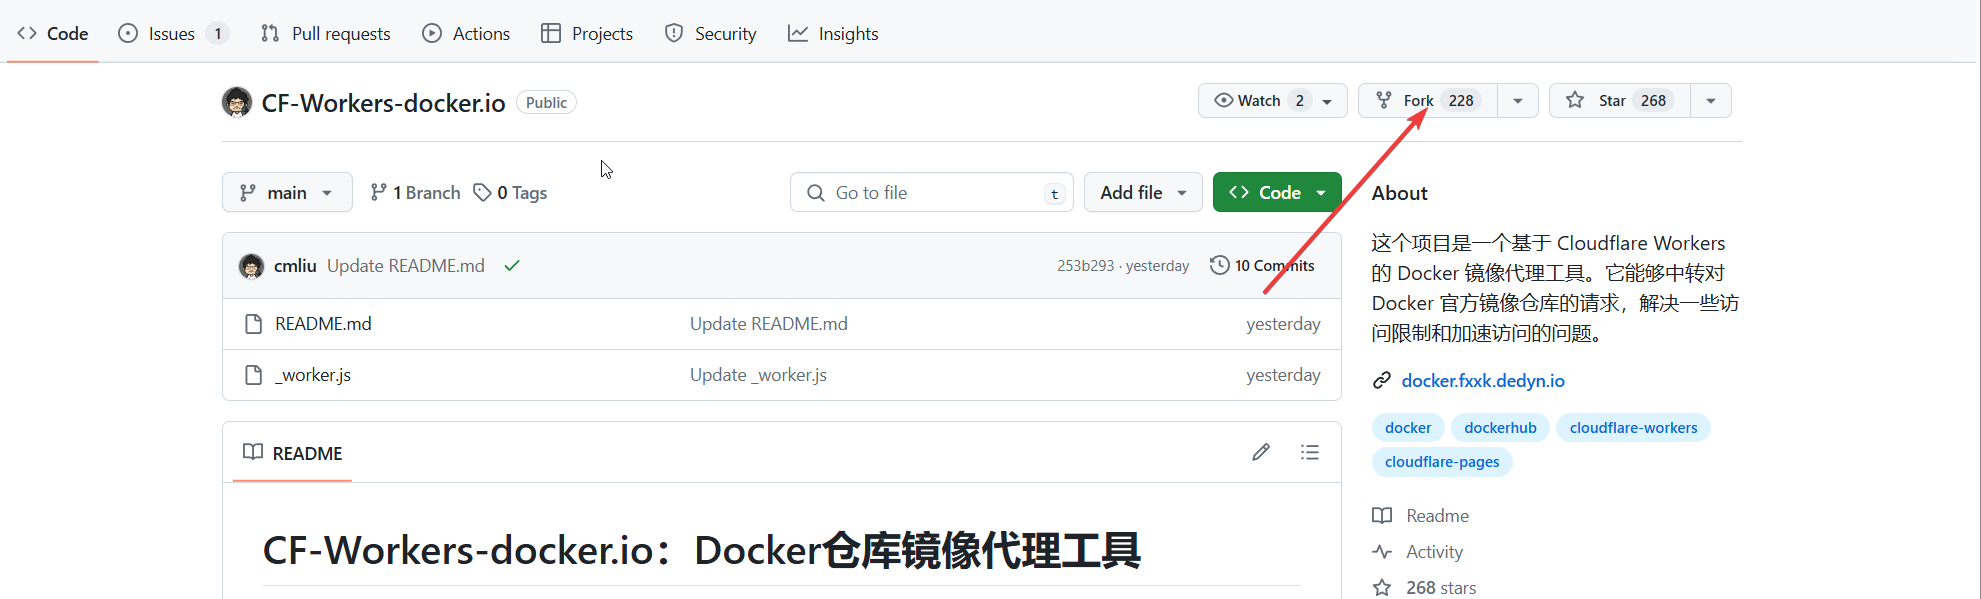 Code Issues 1 Pull requests Actions Projects Security Insights
CF-Workers-docker.io Public Watch 2 Fork 228 Star 268
main 1 Branch 0 Tags Go to file t Add file Code
cmliu Update README.md 253b293 · yesterday 10 Commits
README.md Update README.md yesterday
_worker.js Update _worker.js yesterday
README
CF-Workers-docker.io：Docker仓库镜像代理工具
About
这个项目是一个基于 Cloudflare Workers
的 Docker 镜像代理工具。它能够中转对
Docker 官方镜像仓库的请求，解决一些访
问限制和加速访问的问题。
docker.fxxk.dedyn.io
docker dockerhub cloudflare-workers
cloudflare-pages
Readme
Activity
268 stars